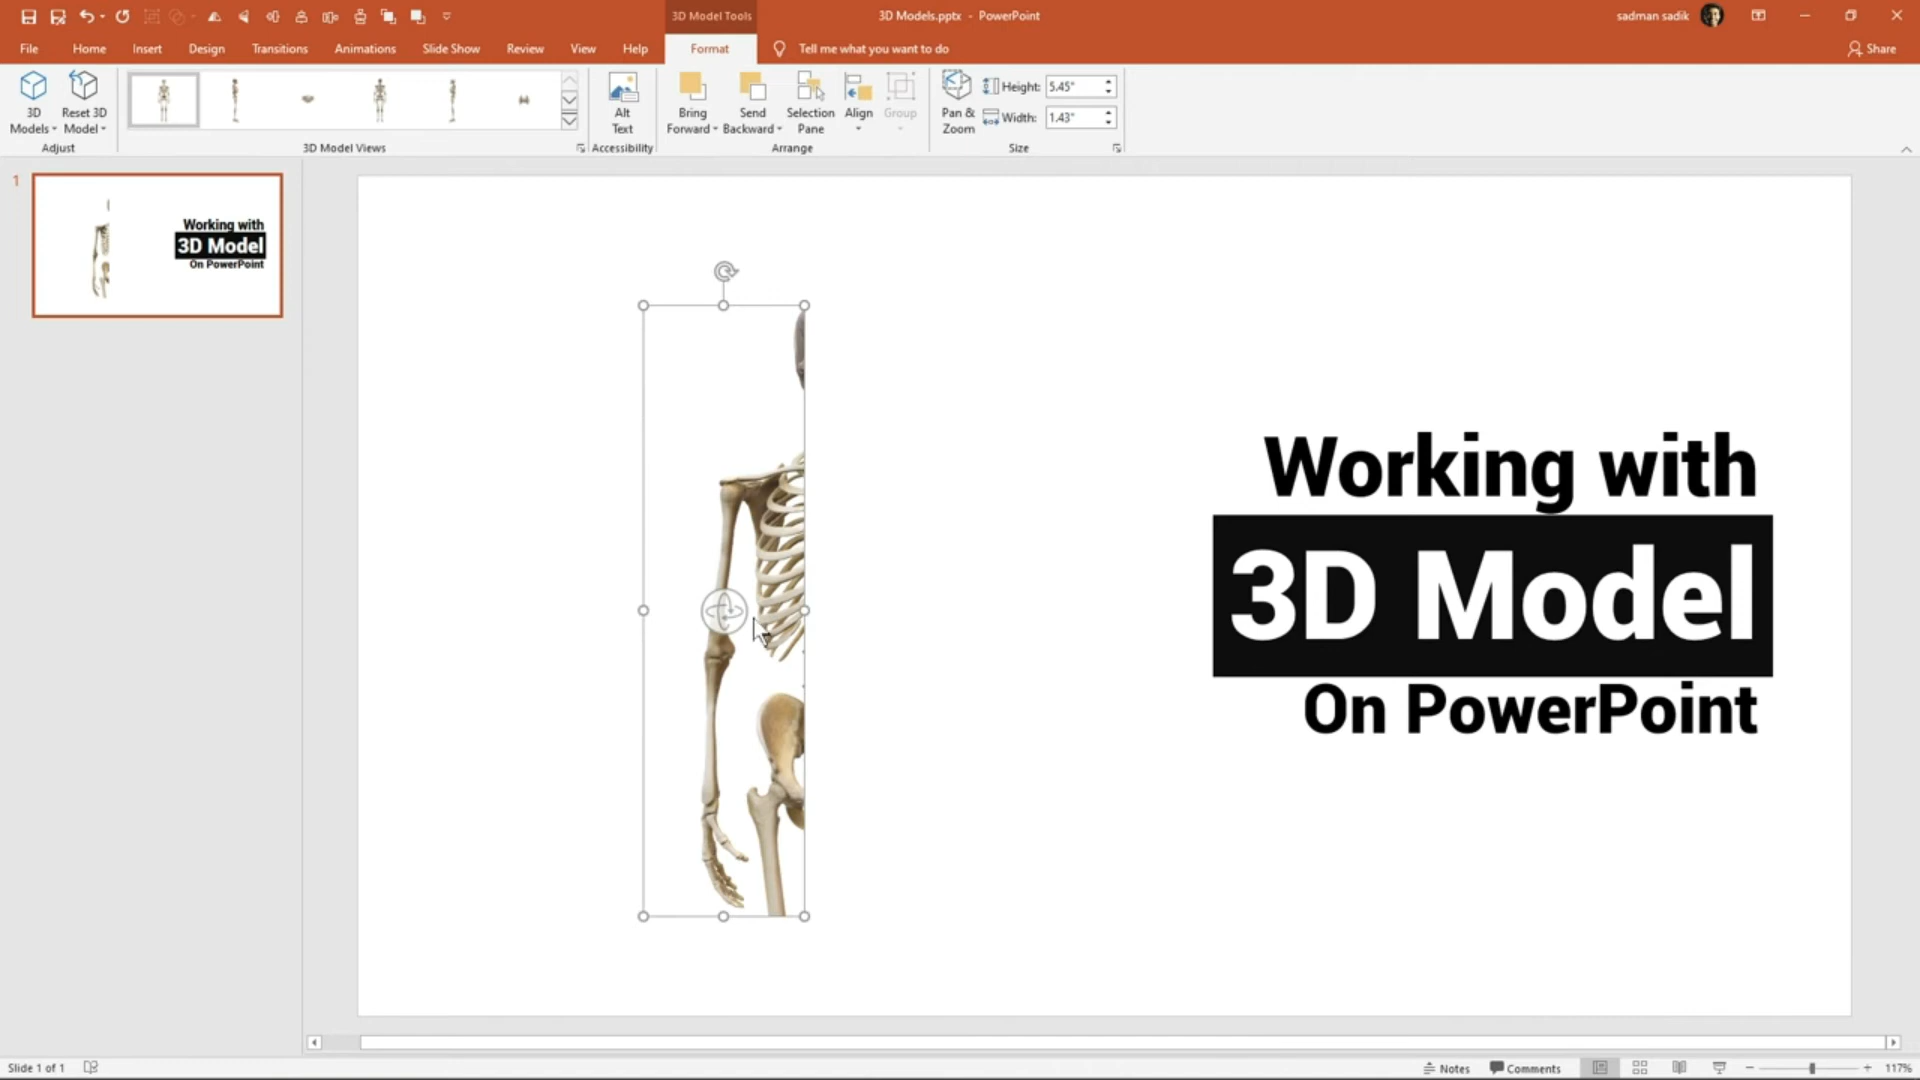 3D Model Tools
3D Models.pptx - PowerPoint
sadman sadik
File Home Insert Design Transitions Animations Slide Show Review View Help Format Tell me what you want to do Share
3D Models
Reset 3D Model
Adjust
3D Model Views
Alt Text
Accessibility
Bring Forward
Send Backward
Selection Pane
Align
Group
Arrange
Pan & Zoom
Height: 5.45"
Width: 1.43"
Size
1
Working with
3D Model
On PowerPoint
Working with
3D Model
On PowerPoint
Slide 1 of 1
Notes
Comments
117%